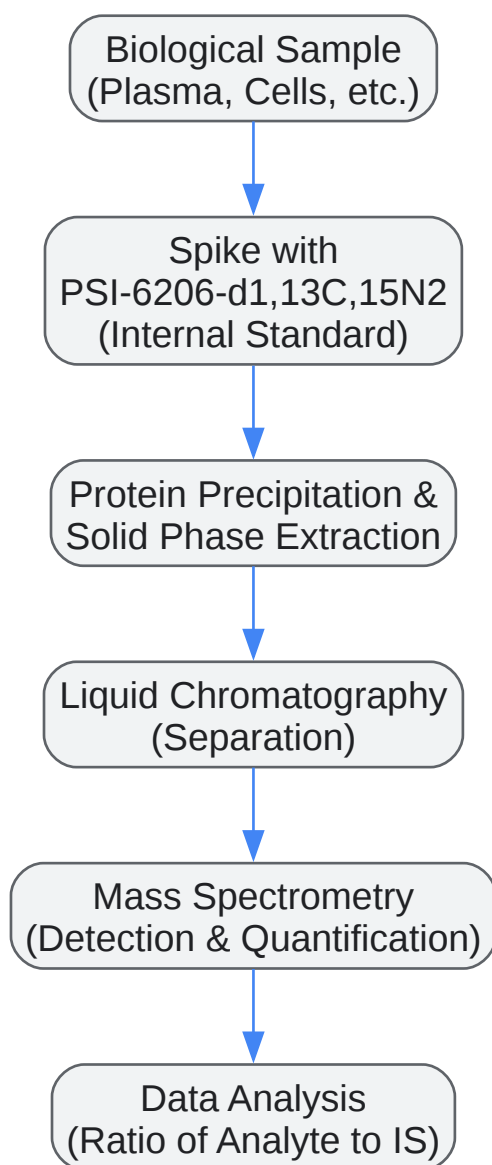 Biological Sample
(Plasma, Cells, etc.)
Spike with
PSI-6206-d1,13C,15N2
(Internal Standard)
Protein Precipitation &
Solid Phase Extraction
Liquid Chromatography
(Separation)
Mass Spectrometry
(Detection & Quantification)
Data Analysis
(Ratio of Analyte to IS)